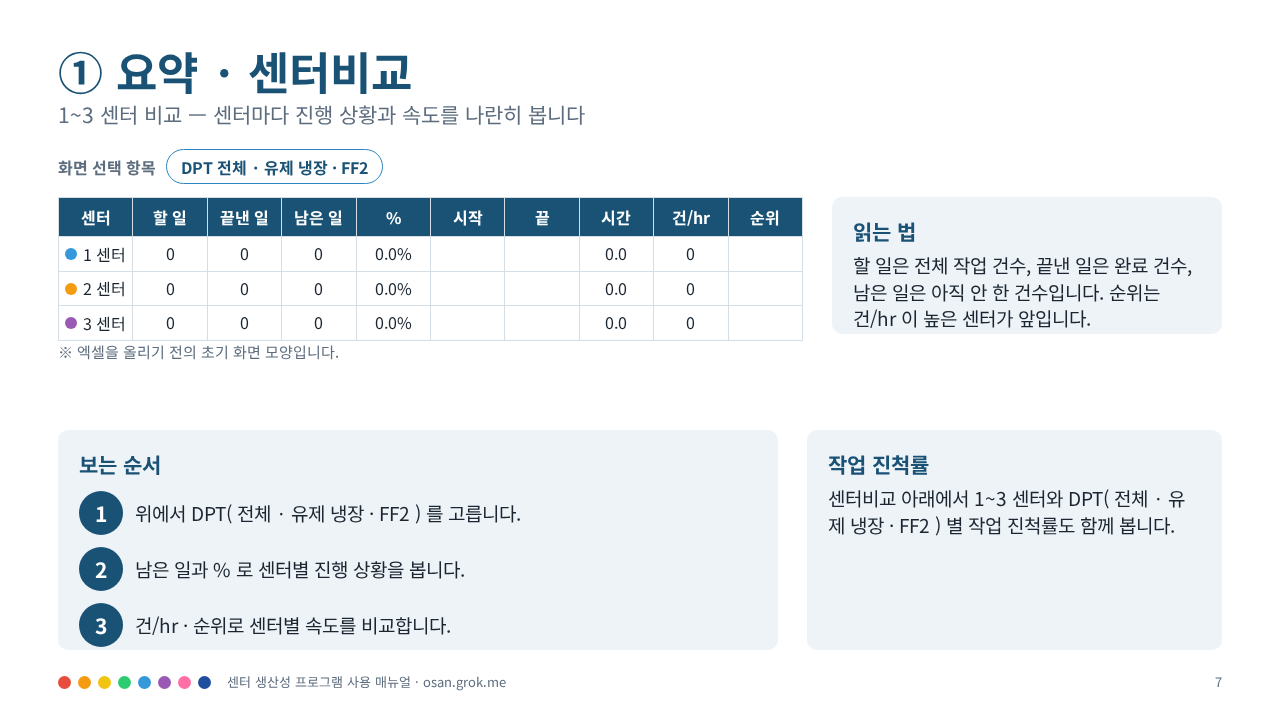 ① 요약 · 센터비교
1~3 센터 비교 — 센터마다 진행 상황과 속도를 나란히 봅니다
화면 선택 항목 DPT 전체 · 유제 냉장 · FF2
센터 할 일 끝낸 일 남은 일 % 시작 끝 시간 건/hr 순위
1 센터 0 0 0 0.0% 0.0 0
2 센터 0 0 0 0.0% 0.0 0
3 센터 0 0 0 0.0% 0.0 0
※ 엑셀을 올리기 전의 초기 화면 모양입니다.
읽는 법
할 일은 전체 작업 건수, 끝낸 일은 완료 건수,
남은 일은 아직 안 한 건수입니다. 순위는
건/hr 이 높은 센터가 앞입니다.
보는 순서
1 위에서 DPT( 전체 · 유제 냉장 · FF2 ) 를 고릅니다.
2 남은 일과 % 로 센터별 진행 상황을 봅니다.
3 건/hr · 순위로 센터별 속도를 비교합니다.
작업 진척률
센터비교 아래에서 1~3 센터와 DPT( 전체 · 유
제 냉장 · FF2 ) 별 작업 진척률도 함께 봅니다.
센터 생산성 프로그램 사용 매뉴얼 · osan.grok.me
7